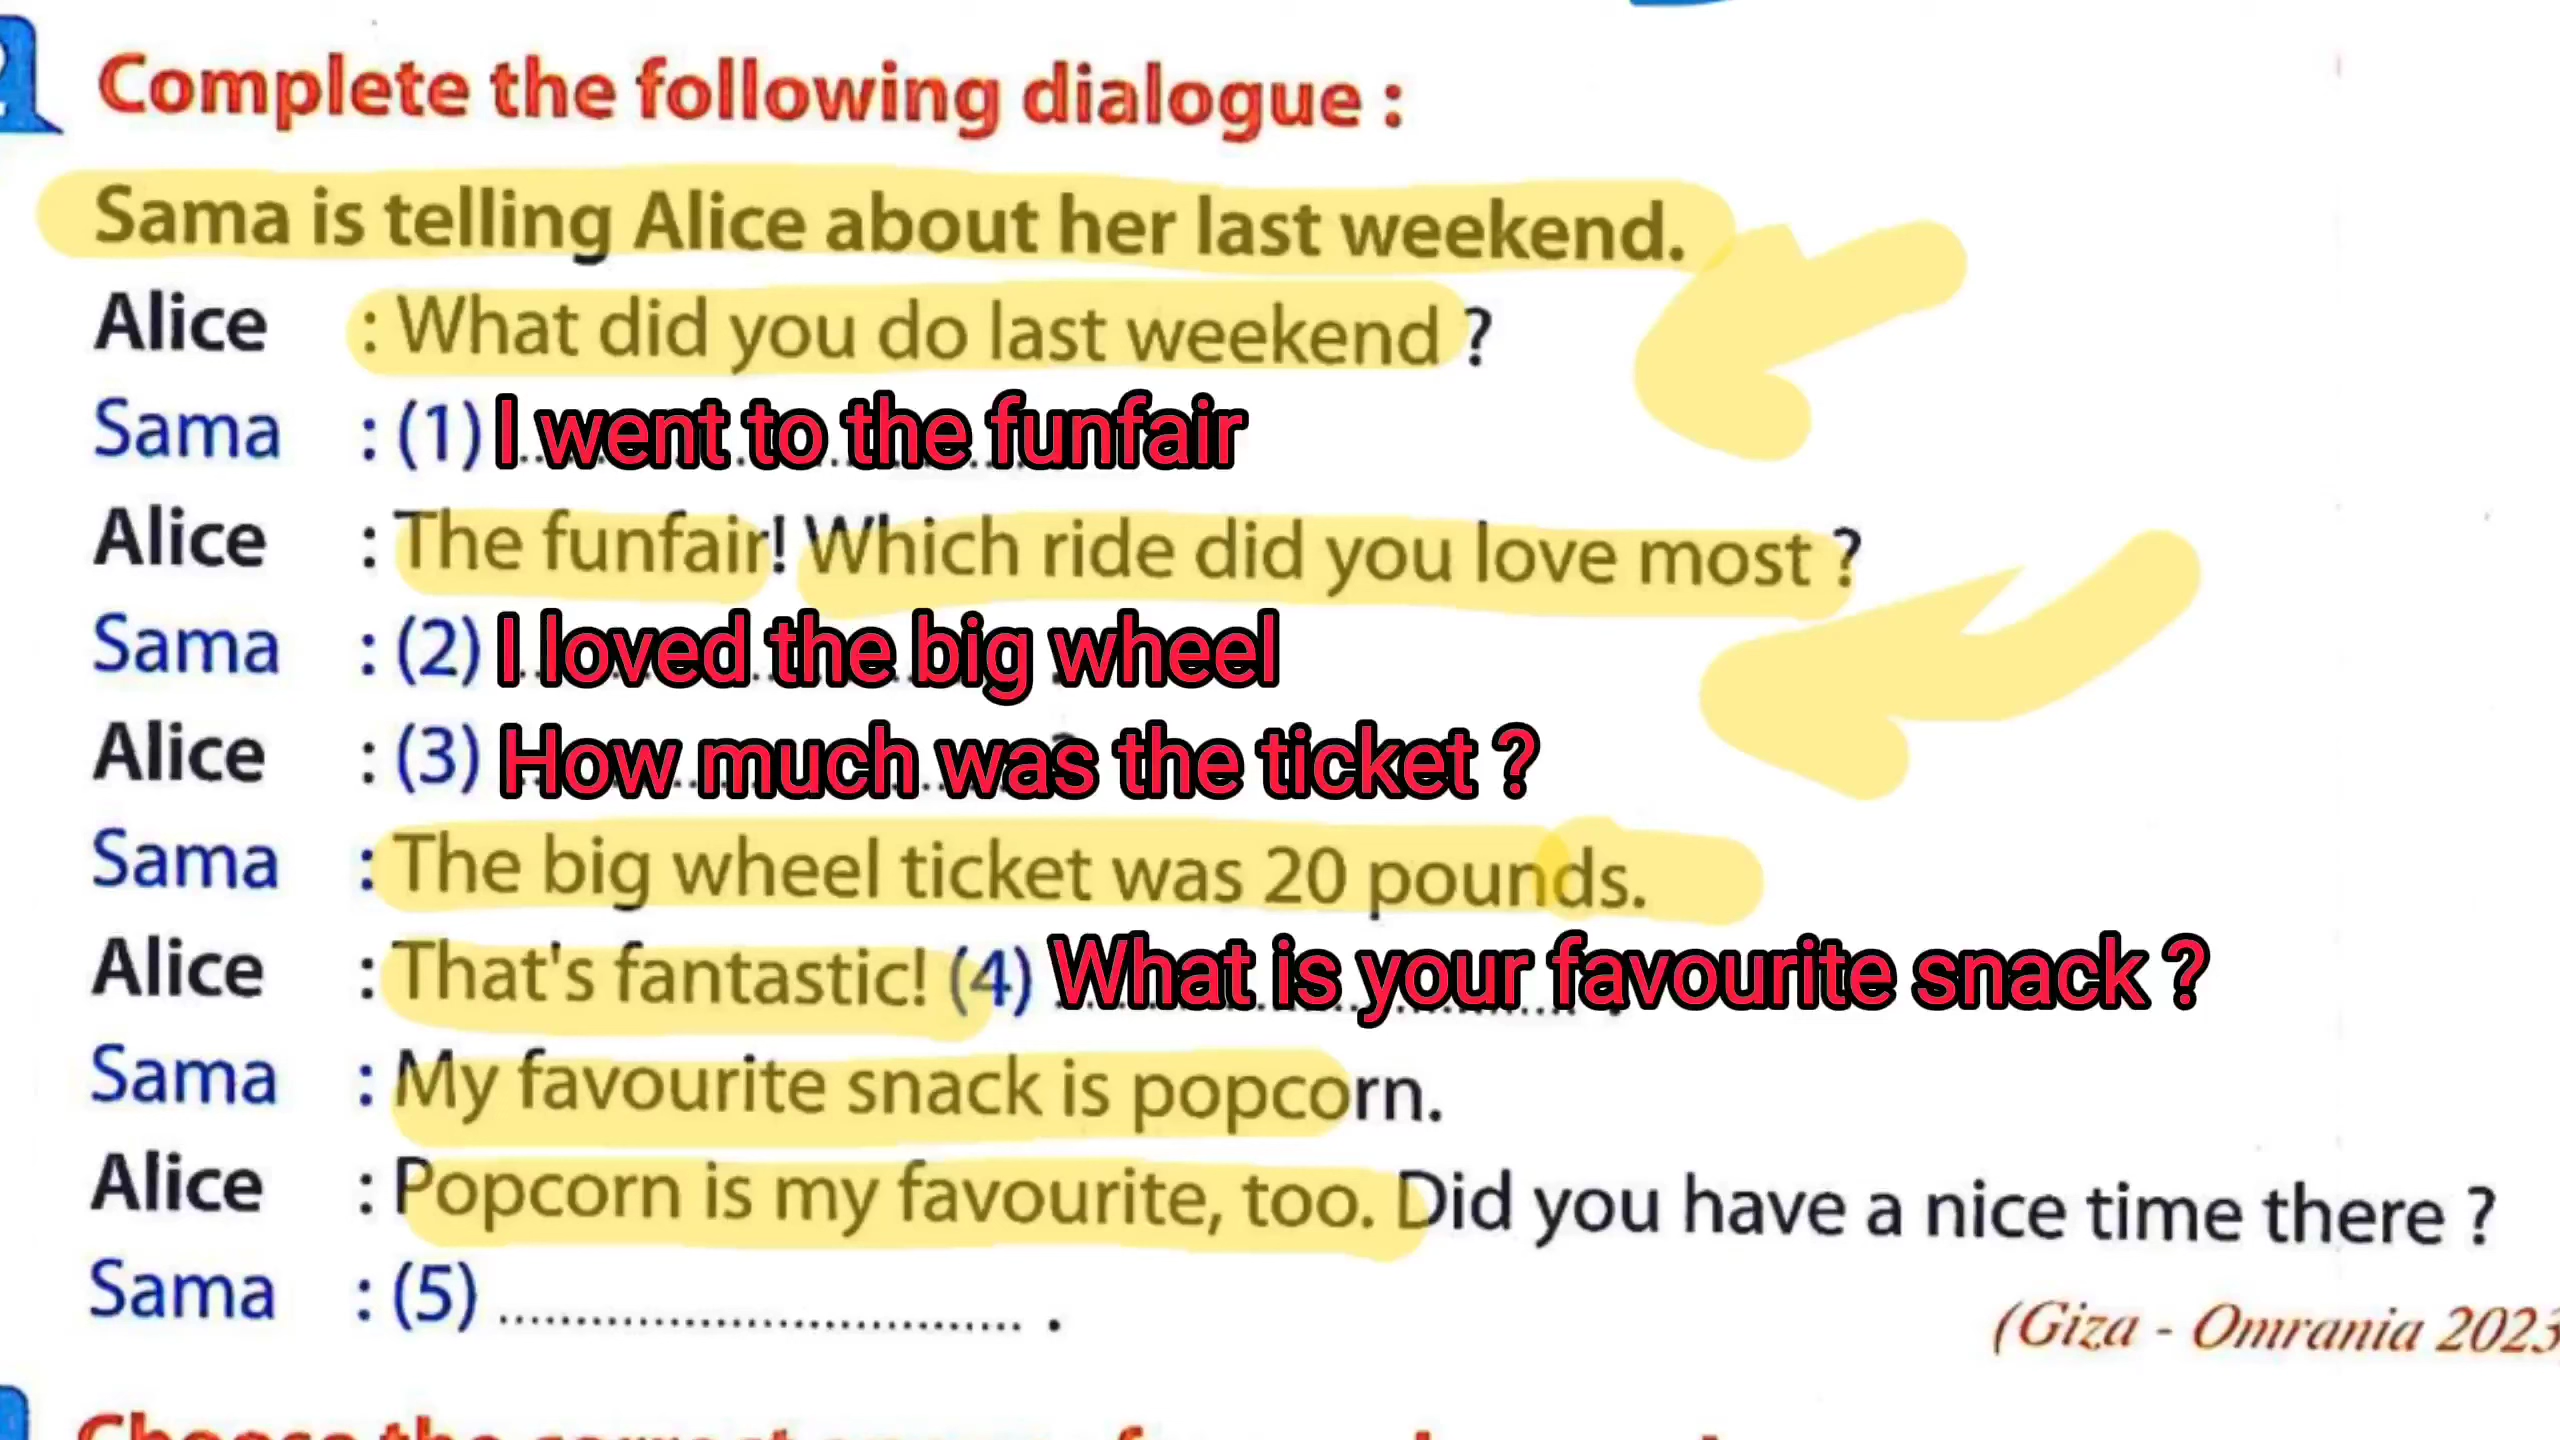 Complete the following dialogue :
Sama is telling Alice about her last weekend.
Alice : What did you do last weekend ?
Sama : (1) I went to the funfair
Alice : The funfair! Which ride did you love most ?
Sama : (2) I loved the big wheel
Alice : (3) How much was the ticket ?
Sama : The big wheel ticket was 20 pounds.
Alice : That's fantastic! (4) What is your favourite snack ?
Sama : My favourite snack is popcorn.
Alice : Popcorn is my favourite, too. Did you have a nice time there ?
Sama : (5) ........................................ .
(Giza - Omrania 2023